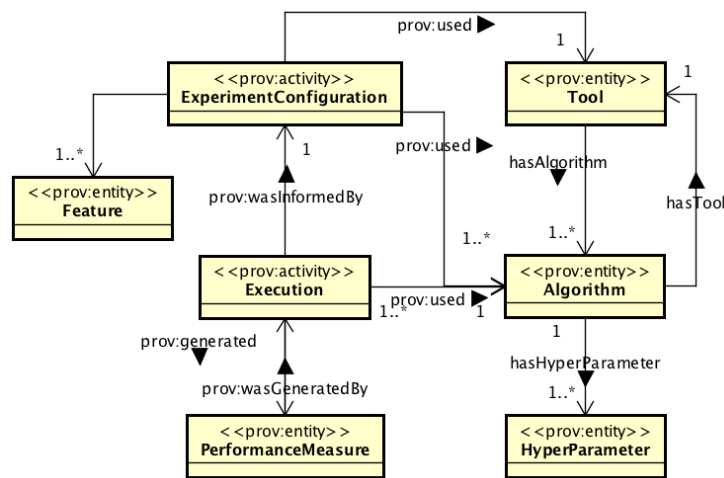 prov:used
1
<<prov:activity>>
ExperimentConfiguration
<<prov:entity>>
Tool
1
1..*
prov:used
hasAlgorithm
1
<<prov:entity>>
Feature
prov:wasInformedBy
hasTool
1..*
1..*
<<prov:activity>>
Execution
<<prov:entity>>
Algorithm
prov:used
1..*
1
prov:generated
1
hasHyperParameter
prov:wasGeneratedBy
1..*
<<prov:entity>>
PerformanceMeasure
<<prov:entity>>
HyperParameter